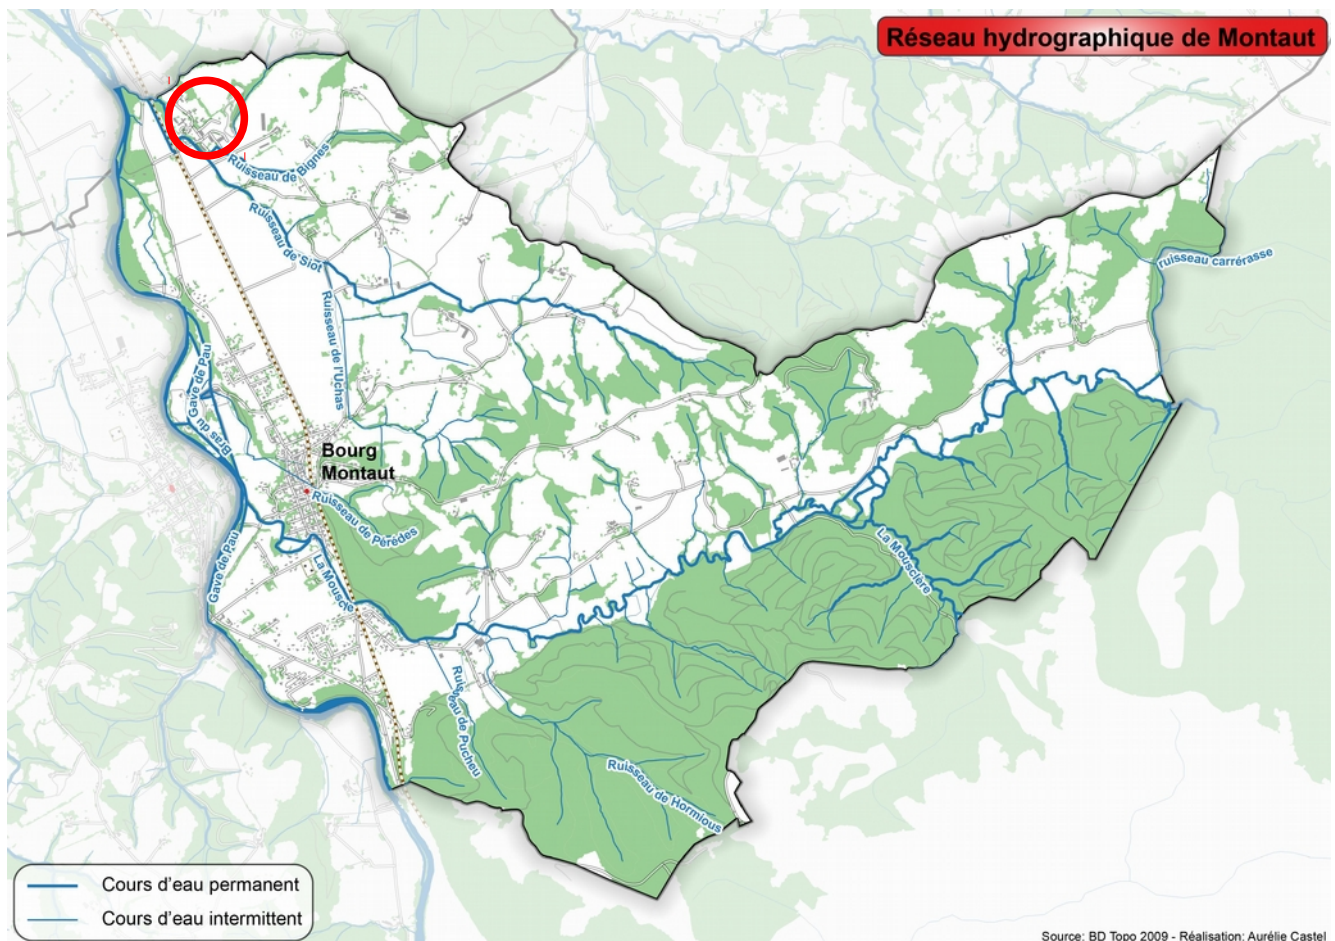 Réseau hydrographique de Montaut
Ruisseau de Bignes
Ruisseau de Siot
ruisseau carrérasse
Ruisseau de l'Uchas
Bras du Gave de Pau
Bourg
Montaut
Ruisseau de Pérédes
Gave de Pau
La Mouscle
La Mousclère
Ruisseau de Pucheu
Ruisseau de Hormious
Cours d'eau permanent
Cours d'eau intermittent
Source: BD Topo 2009 - Réalisation: Aurélie Castel